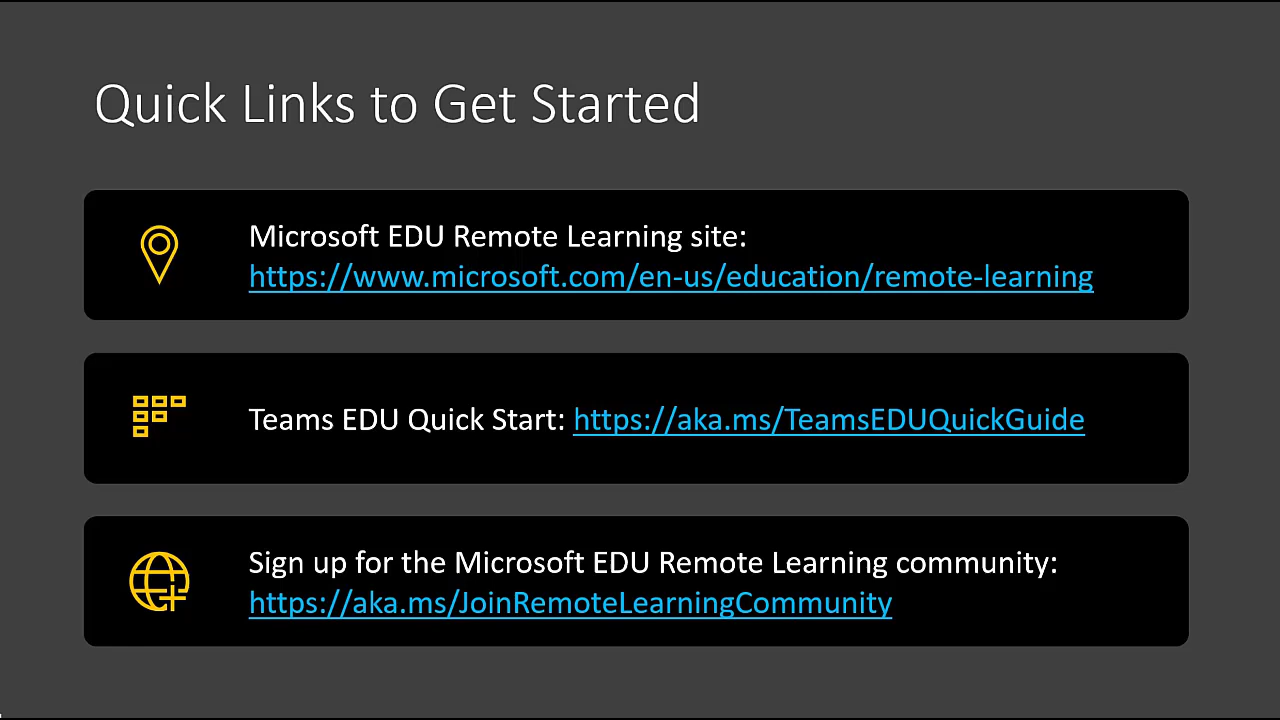 Quick Links to Get Started
Microsoft EDU Remote Learning site:
https://www.microsoft.com/en-us/education/remote-learning
Teams EDU Quick Start: https://aka.ms/TeamsEDUQuickGuide
Sign up for the Microsoft EDU Remote Learning community:
https://aka.ms/JoinRemoteLearningCommunity